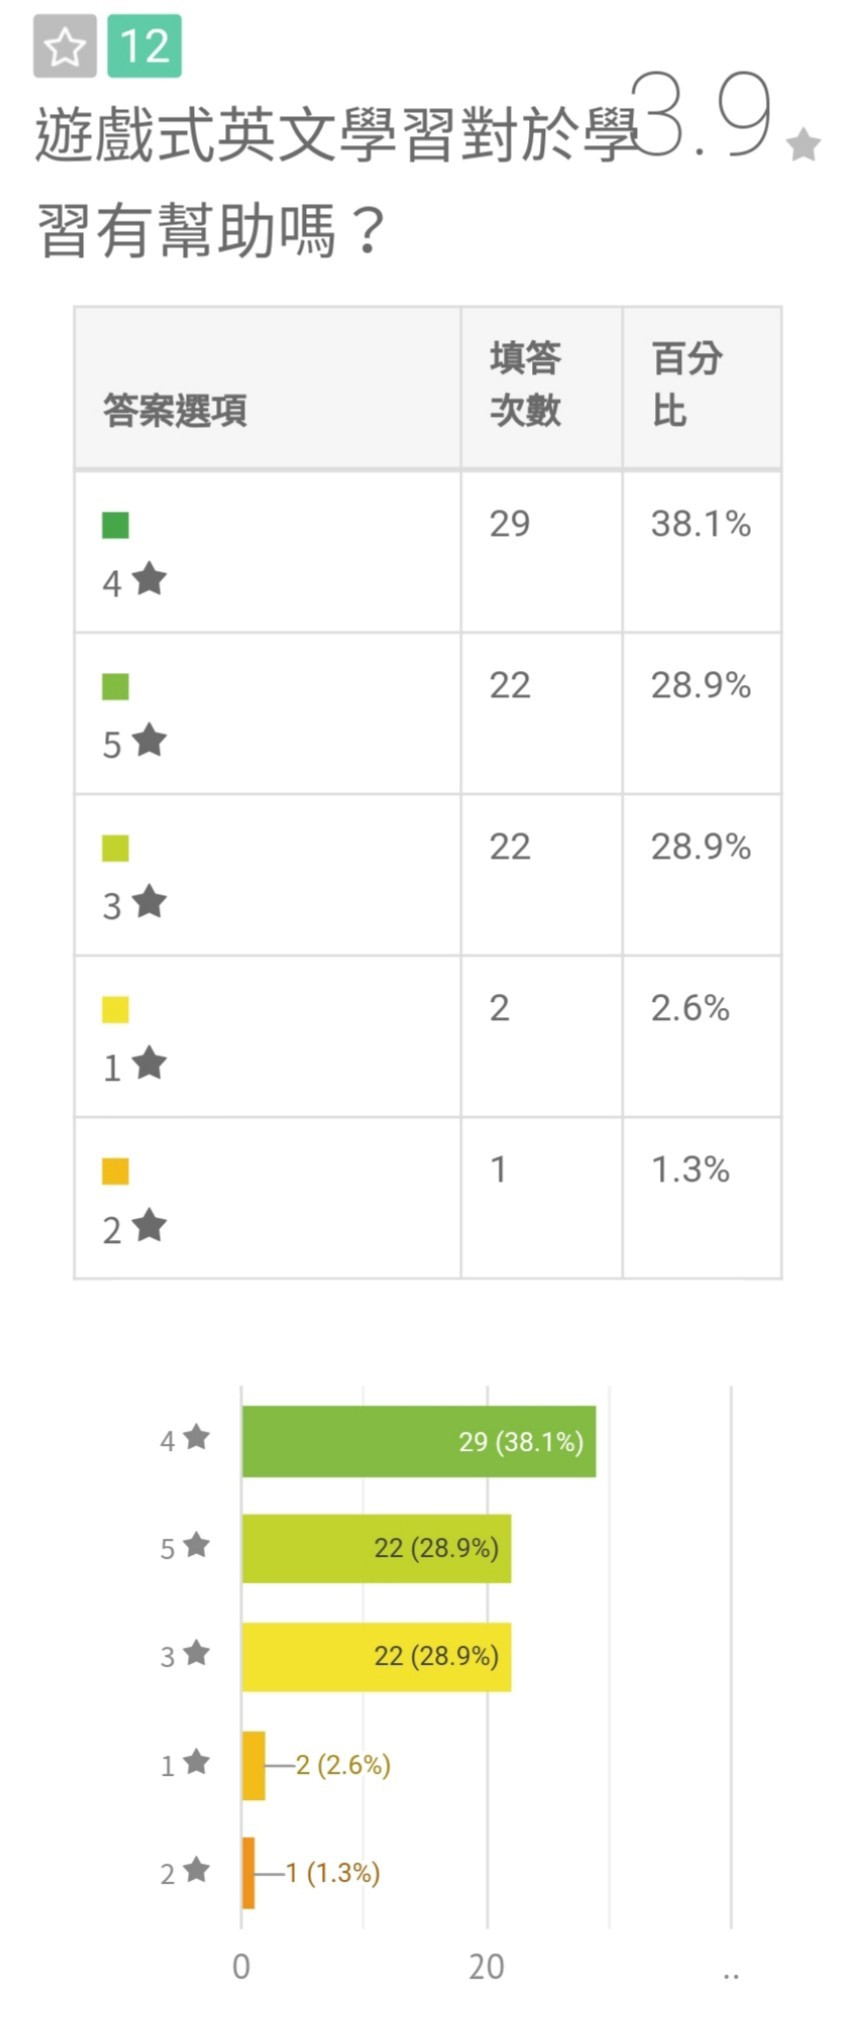 12
遊戲式英文學習對於學
習有幫助嗎？
3.9
答案選項
填答
次數
百分
比
4 ★ 29 38.1%
5 ★ 22 28.9%
3 ★ 22 28.9%
1 ★ 2 2.6%
2 ★ 1 1.3%
4 ★ 29 (38.1%)
5 ★ 22 (28.9%)
3 ★ 22 (28.9%)
1 ★ 2 (2.6%)
2 ★ 1 (1.3%)
0 20 ..